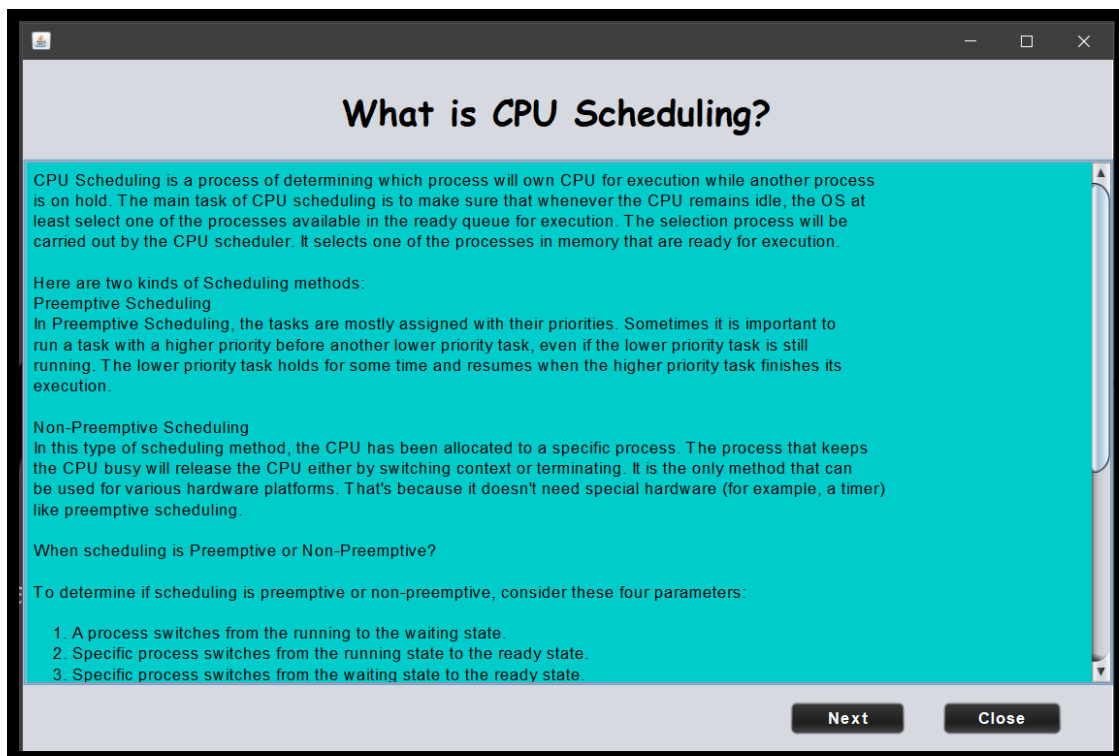 What is CPU Scheduling?
CPU Scheduling is a process of determining which process will own CPU for execution while another process
is on hold. The main task of CPU scheduling is to make sure that whenever the CPU remains idle, the OS at
least select one of the processes available in the ready queue for execution. The selection process will be
carried out by the CPU scheduler. It selects one of the processes in memory that are ready for execution.
Here are two kinds of Scheduling methods:
Preemptive Scheduling
In Preemptive Scheduling, the tasks are mostly assigned with their priorities. Sometimes it is important to
run a task with a higher priority before another lower priority task, even if the lower priority task is still
running. The lower priority task holds for some time and resumes when the higher priority task finishes its
execution.
Non-Preemptive Scheduling
In this type of scheduling method, the CPU has been allocated to a specific process. The process that keeps
the CPU busy will release the CPU either by switching context or terminating. It is the only method that can
be used for various hardware platforms. That's because it doesn't need special hardware (for example, a timer)
like preemptive scheduling.
When scheduling is Preemptive or Non-Preemptive?
To determine if scheduling is preemptive or non-preemptive, consider these four parameters:
1. A process switches from the running to the waiting state.
2. Specific process switches from the running state to the ready state.
3. Specific process switches from the waiting state to the ready state.
Next
Close